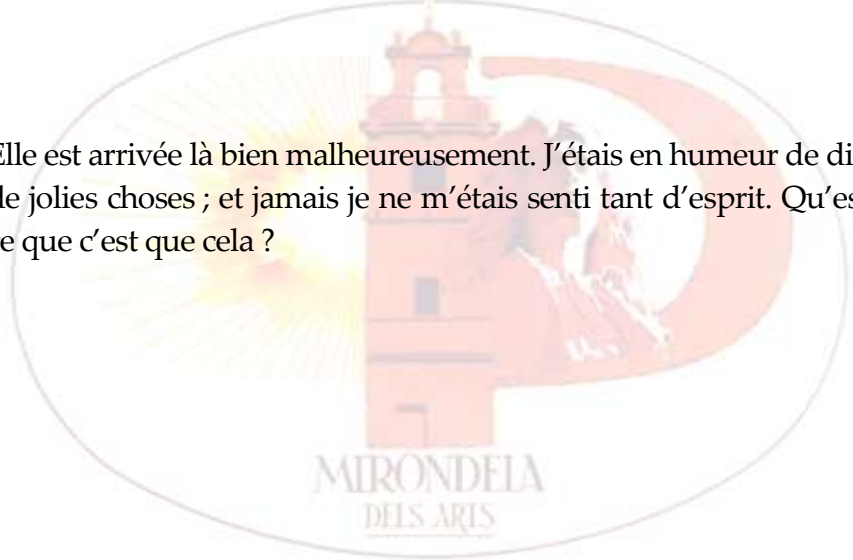 Elle est arrivée là bien malheureusement. J’étais en humeur de di
de jolies choses ; et jamais je ne m’étais senti tant d’esprit. Qu’es
e que c’est que cela ?
MIRONDELA
DELS ARTS